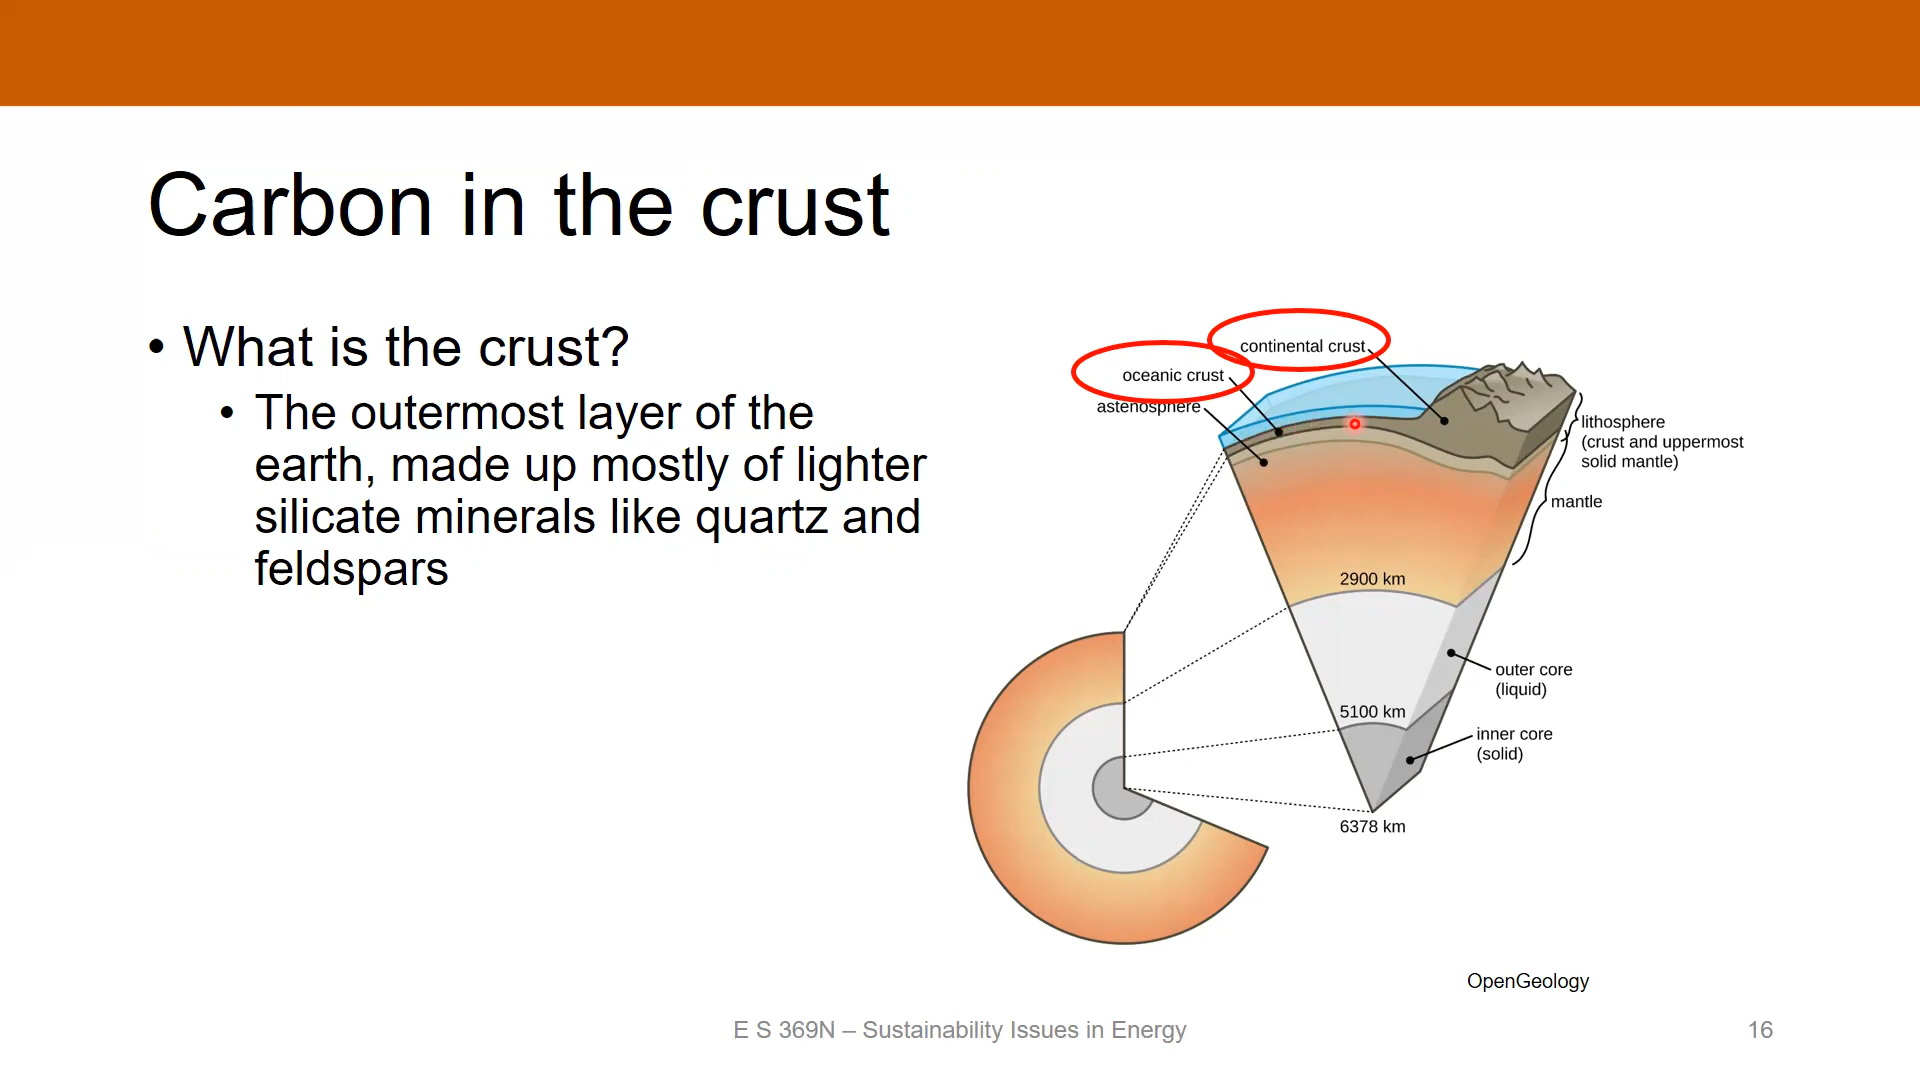 Carbon in the crust
• What is the crust?
• The outermost layer of the
earth, made up mostly of lighter
silicate minerals like quartz and
feldspars
continental crust
oceanic crust
astenosphere
lithosphere
(crust and uppermost
solid mantle)
mantle
2900 km
outer core
(liquid)
5100 km
inner core
(solid)
6378 km
OpenGeology
E S 369N – Sustainability Issues in Energy
16